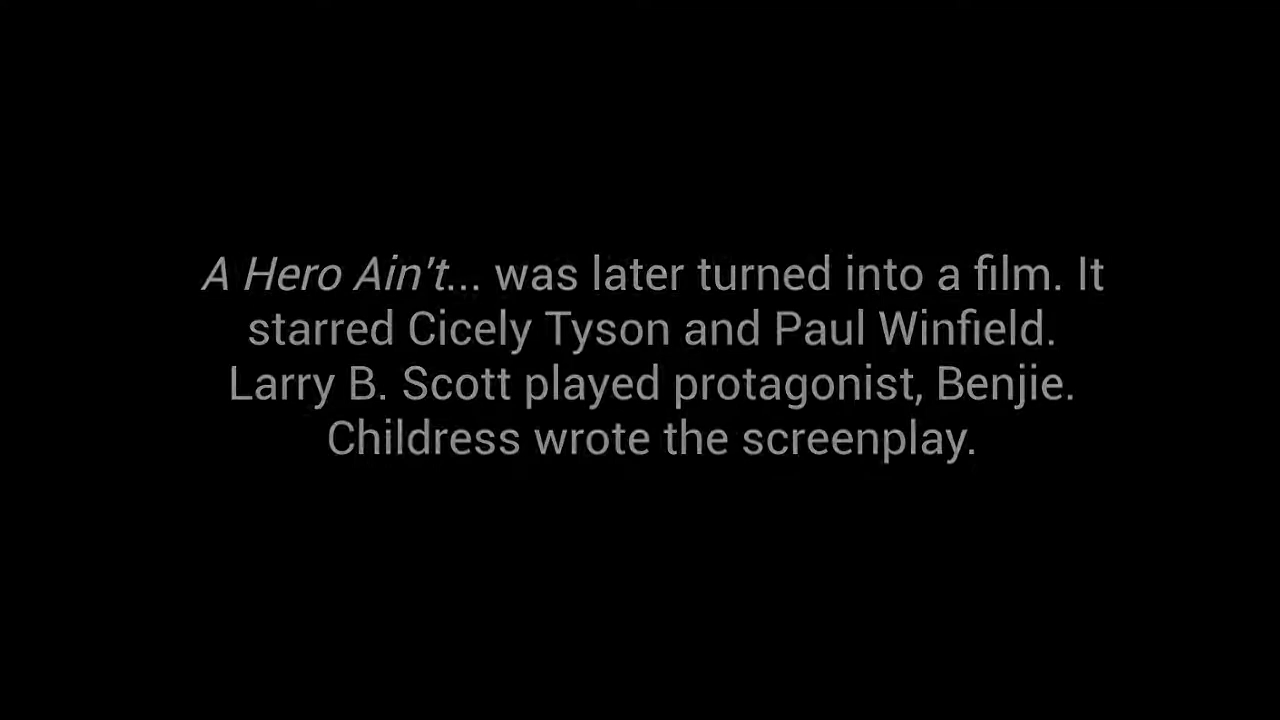 A Hero Ain't... was later turned into a film. It
starred Cicely Tyson and Paul Winfield.
Larry B. Scott played protagonist, Benjie.
Childress wrote the screenplay.